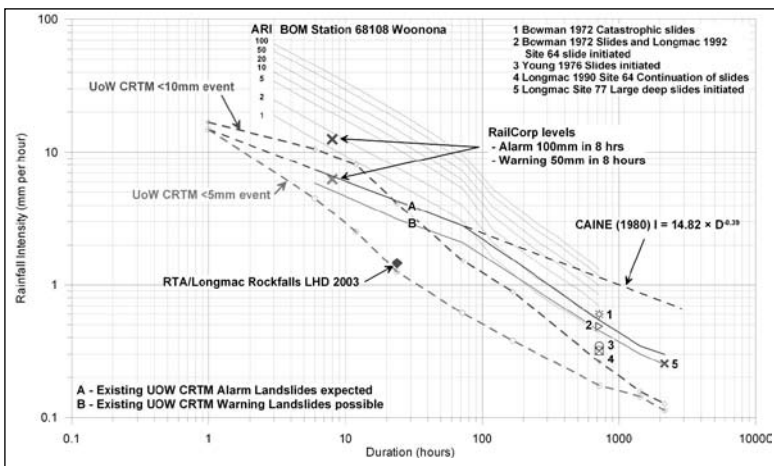 ARI BOM Station 68108 Woonona
100
50
20
10
5
2
1
1 Bowman 1972 Catastrophic slides
2 Bowman 1972 Slides and Longmac 1992
Site 64 slide initiated
3 Young 1976 Slides initiated
4 Longmac 1990 Site 64 Continuation of slides
5 Longmac Site 77 Large deep slides initiated
UoW CRTM <10mm event
RailCorp levels
- Alarm 100mm in 8 hrs
- Warning 50mm in 8 hours
UoW CRTM <5mm event
A
B
CAINE (1980) I = 14.82 × D-0.39
RTA/Longmac Rockfalls LHD 2003
1
2
3
4
5
A - Existing UOW CRTM Alarm Landslides expected
B - Existing UOW CRTM Warning Landslides possible
Rainfall Intensity (mm per hour)
100
10
1
0.1
0.1
1
10
100
1000
Duration (hours)